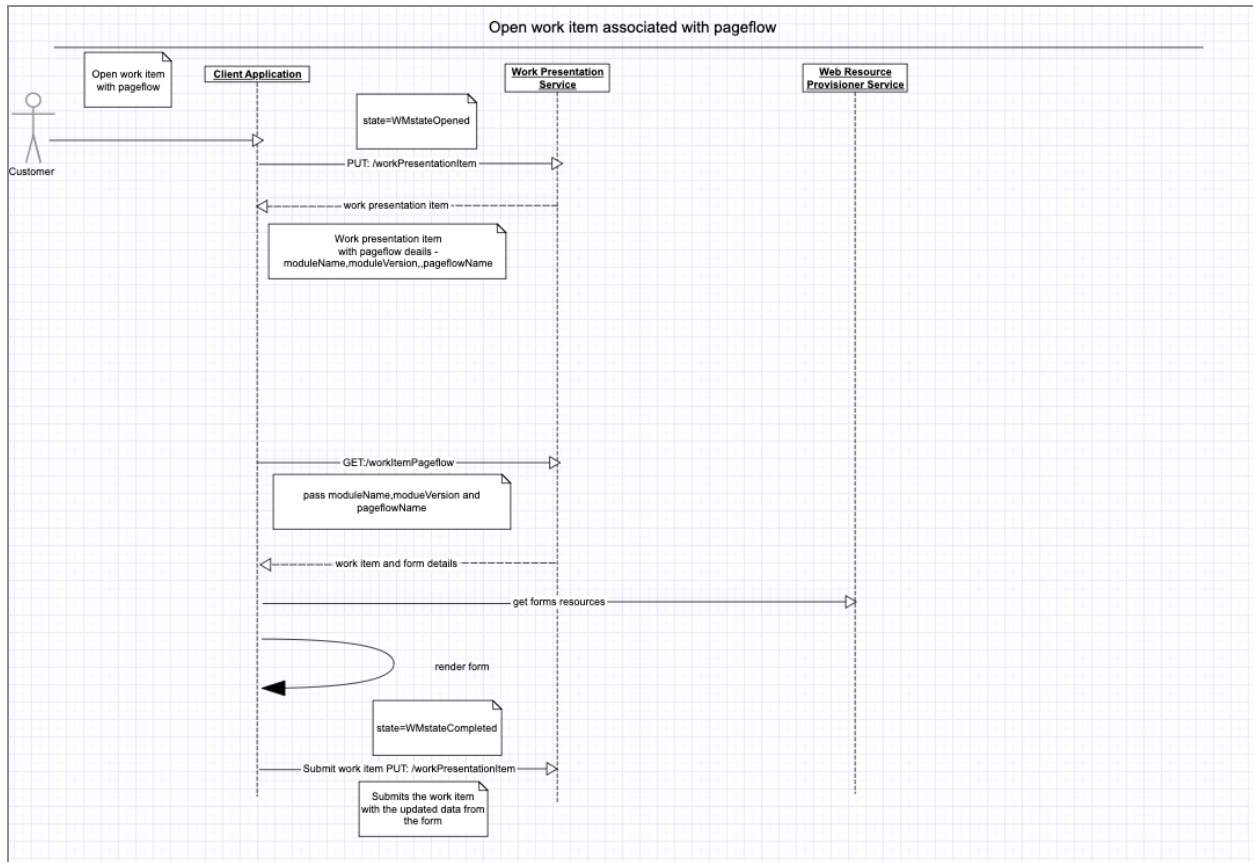 Open work item associated with pageflow
Open work item
with pageflow
Client Application
Work Presentation
Service
Web Resource
Provisioner Service
state=WMstateOpened
Customer
PUT: /workPresentationItem
work presentation item
Work presentation item
with pageflow deails -
moduleName,moduleVersion,,pageflowName
GET:/workItemPageflow
pass moduleName,modueVersion and
pageflowName
work item and form details
get forms resources
render form
state=WMstateCompleted
Submit work item PUT: /workPresentationItem
Submits the work item
with the updated data from
the form